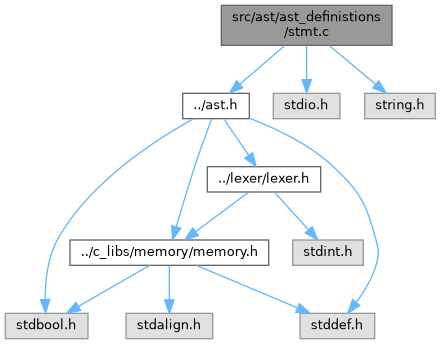 src/ast/ast_definistions
/stmt.c
../ast.h
stdio.h
string.h
../lexer/lexer.h
../c_libs/memory/memory.h
stdint.h
stdbool.h
stdalign.h
stddef.h